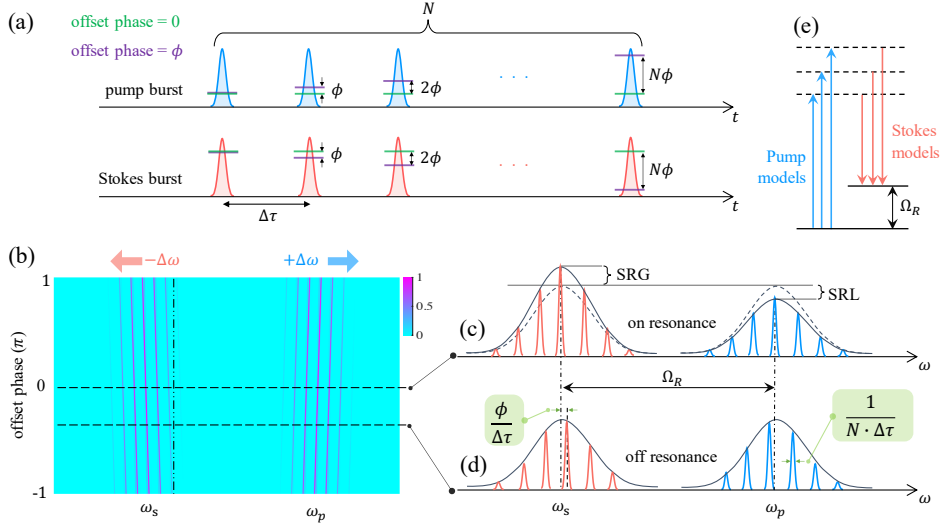 (a)
offset phase = 0
offset phase = ϕ
N
pump burst
ϕ
2ϕ
. . .
Nϕ
t
Stokes burst
ϕ
2ϕ
. . .
Nϕ
t
Δτ
(e)
Pump
models
Stokes
models
Ω_R
(b)
−Δω
+Δω
offset phase (π)
1
0
-1
ω_s
ω_p
1
0.5
0
SRG
SRL
(c)
on resonance
ω
Ω_R
ϕ
Δτ
1
N · Δτ
(d)
off resonance
ω_s
ω_p
ω